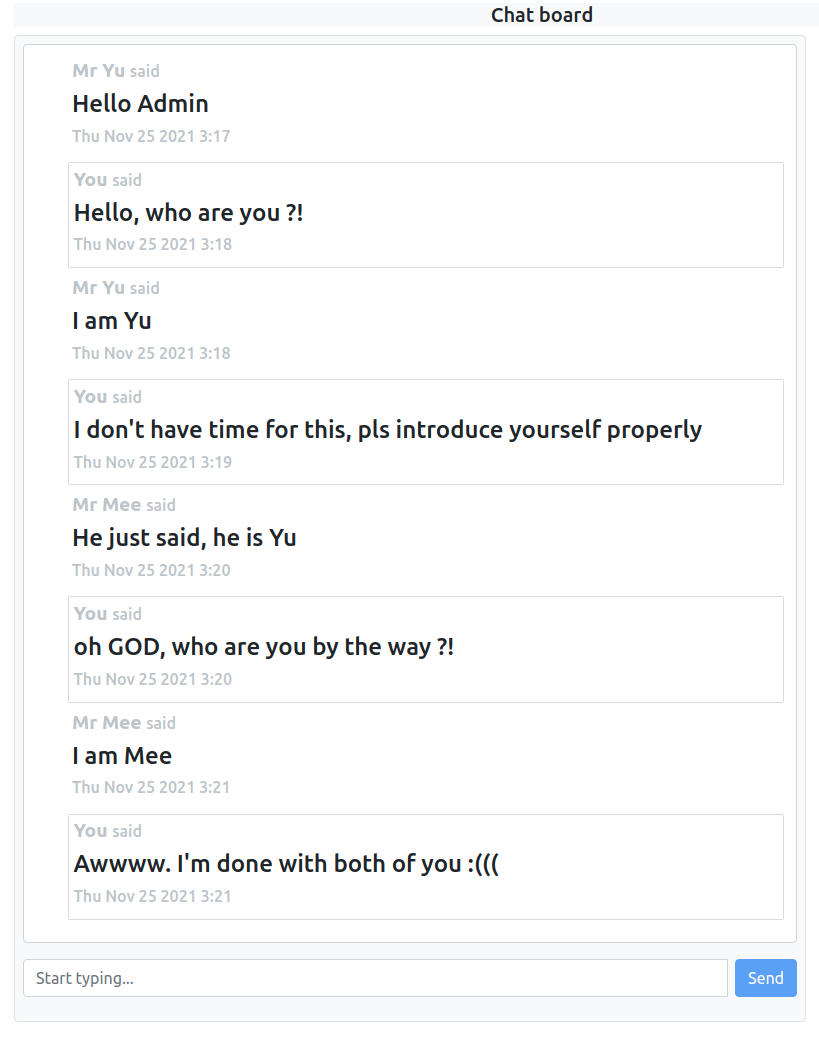 Chat board
Mr Yu said
Hello Admin
Thu Nov 25 2021 3:17
You said
Hello, who are you ?!
Thu Nov 25 2021 3:18
Mr Yu said
I am Yu
Thu Nov 25 2021 3:18
You said
I don't have time for this, pls introduce yourself properly
Thu Nov 25 2021 3:19
Mr Mee said
He just said, he is Yu
Thu Nov 25 2021 3:20
You said
oh GOD, who are you by the way ?!
Thu Nov 25 2021 3:20
Mr Mee said
I am Mee
Thu Nov 25 2021 3:21
You said
Awwww. I'm done with both of you :(((
Thu Nov 25 2021 3:21
Start typing... Send